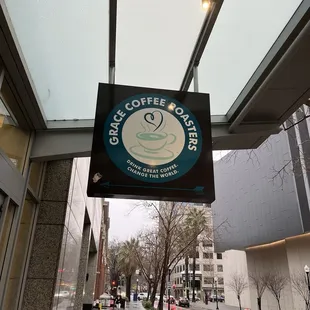 GRACE COFFEE ROASTERS
DRINK GREAT COFFEE.
CHANGE THE WORLD.